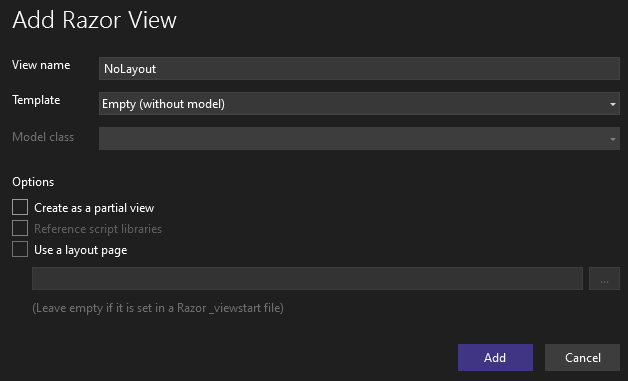 Add Razor View
View name NoLayout
Template Empty (without model)
Model class
Options
Create as a partial view
Reference script libraries
Use a layout page
...
(Leave empty if it is set in a Razor _viewstart file)
Add Cancel